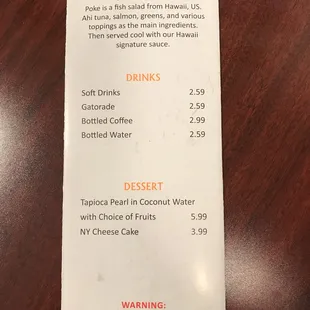 Poke is a fish salad from Hawaii, US.
Ahi tuna, salmon, greens, and various
toppings as the main ingredients.
Then served cool with our Hawaii
signature sauce.
DRINKS
Soft Drinks 2.59
Gatorade 2.59
Bottled Coffee 2.99
Bottled Water 2.59
DESSERT
Tapioca Pearl in Coconut Water
with Choice of Fruits 5.99
NY Cheese Cake 3.99
WARNING: